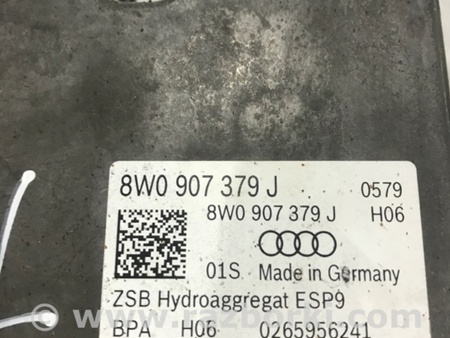 8W0 907 379 J 0579
8W0 907 379 J H06
01S Made in Germany
ZSB Hydroaggregat ESP9
BPA H06 0265956241
www.razborki.com